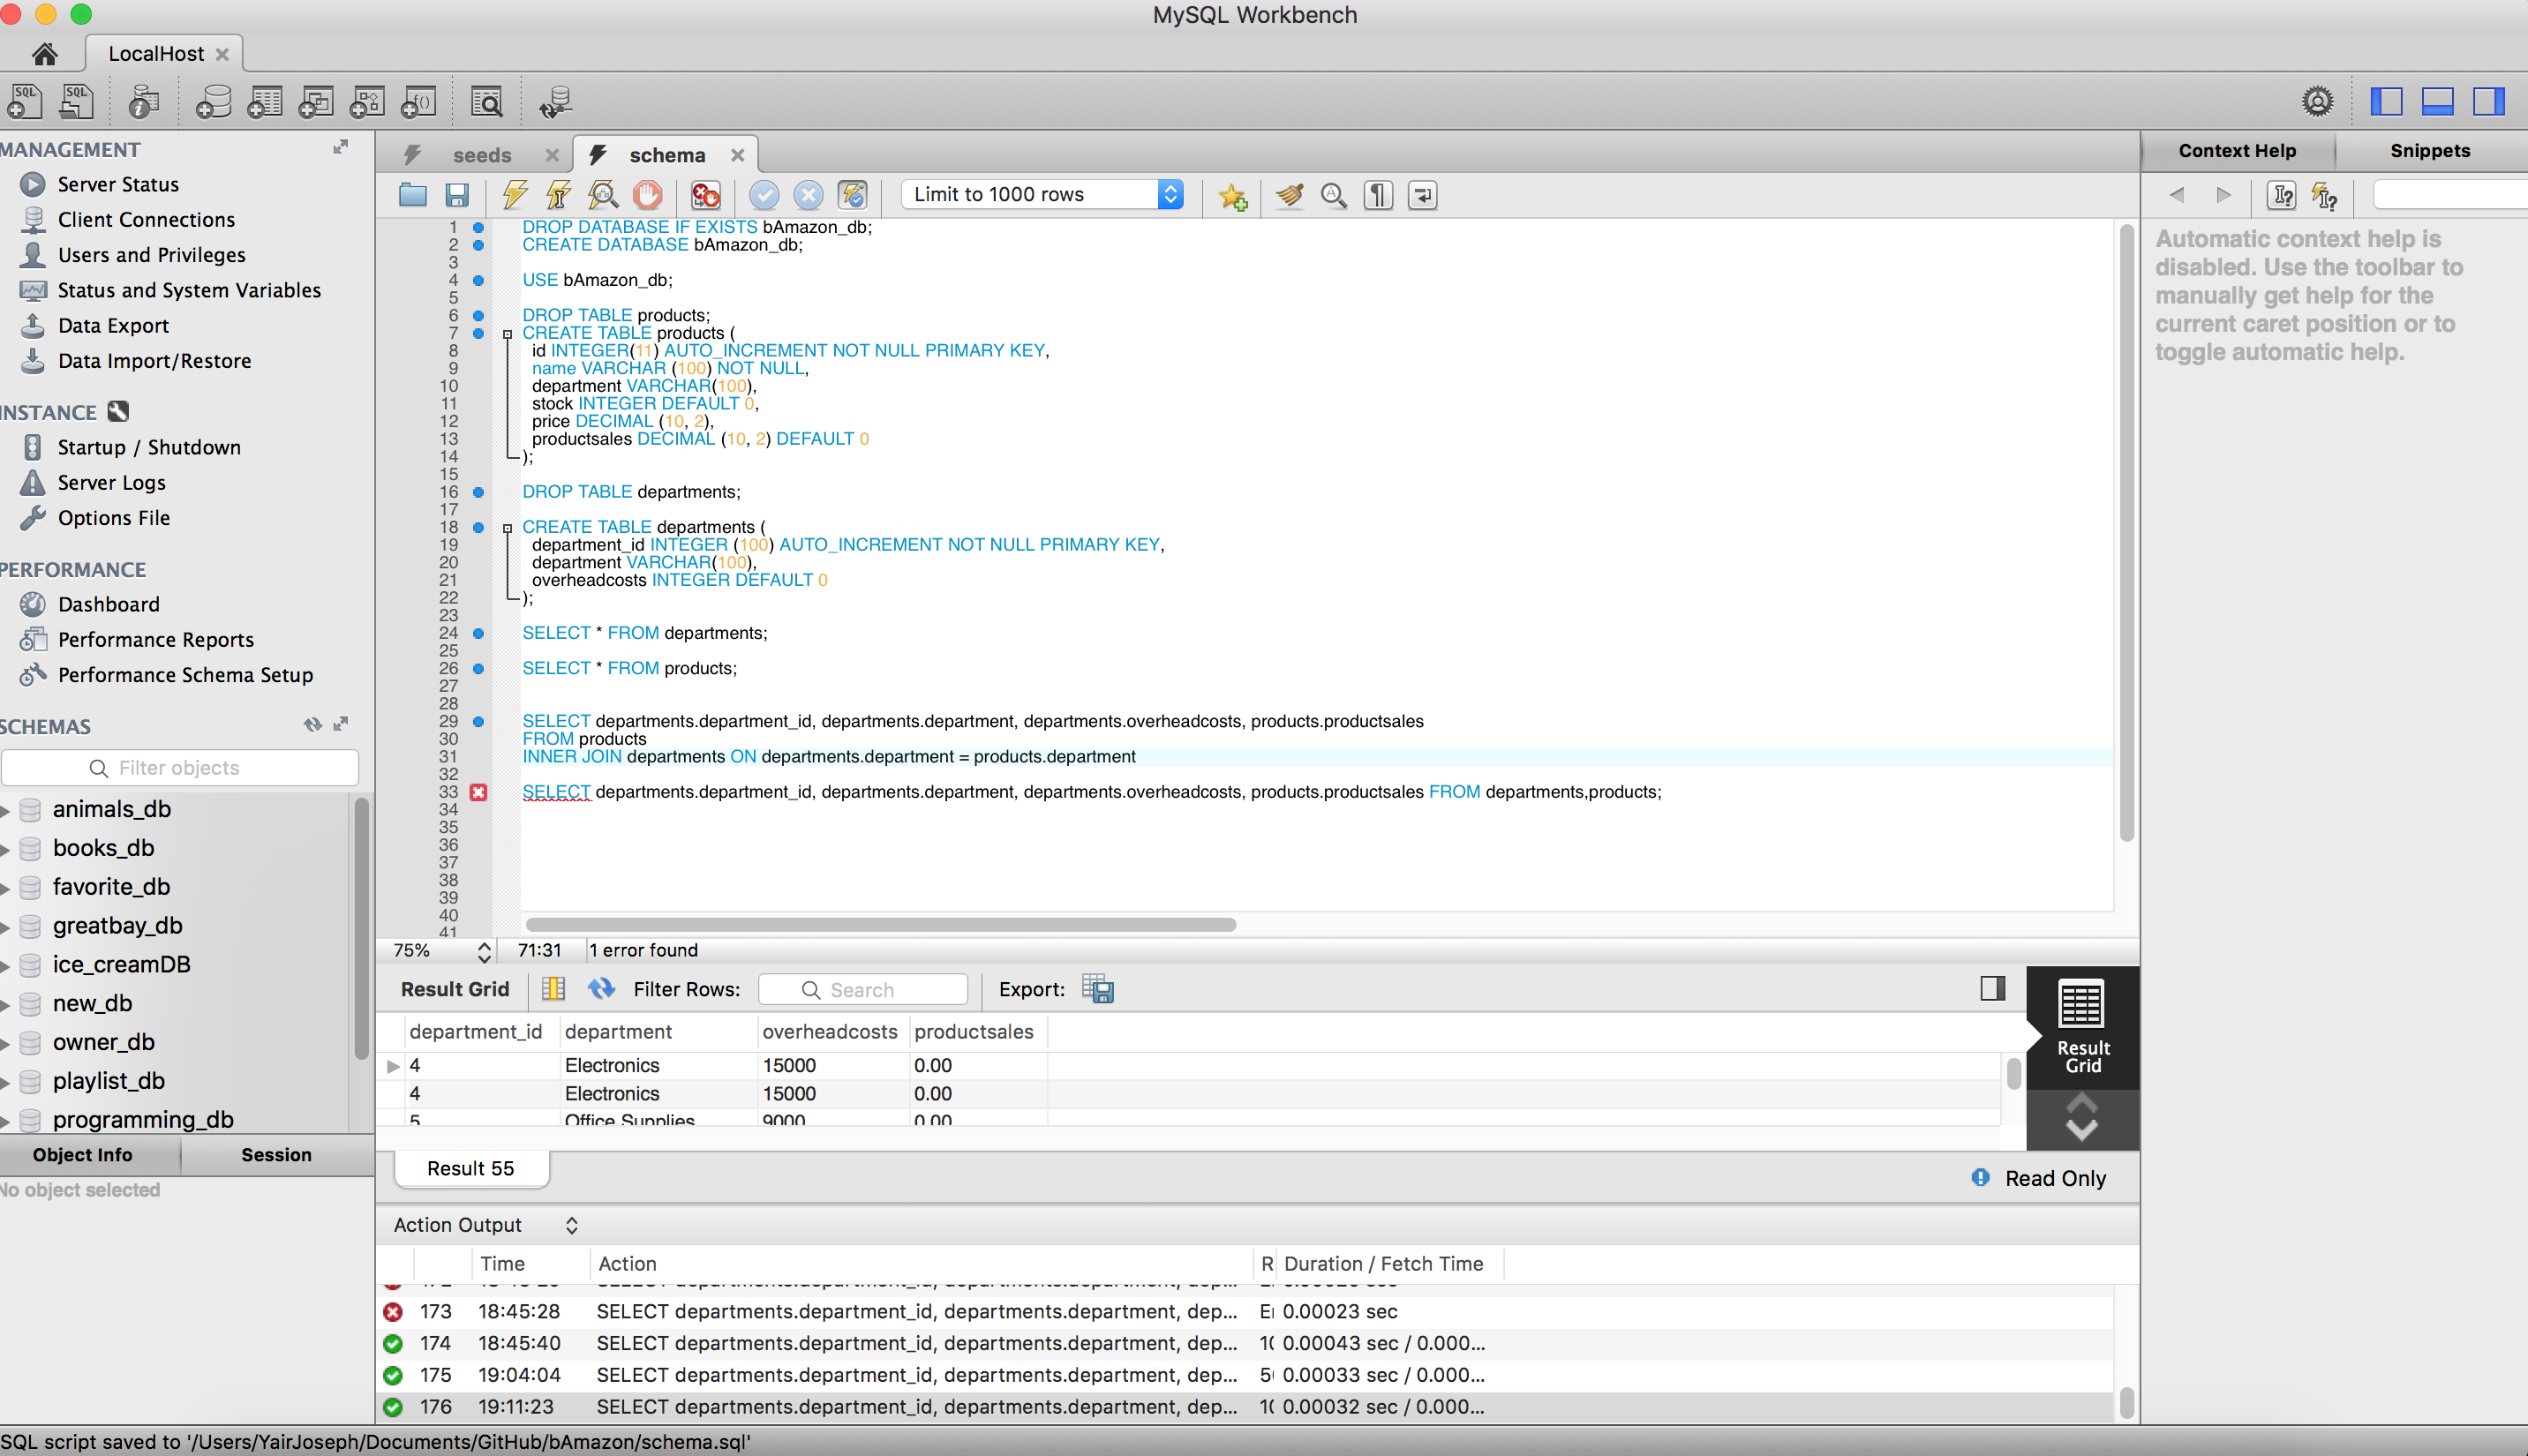 MySQL Workbench
LocalHost
MANAGEMENT
Server Status
Client Connections
Users and Privileges
Status and System Variables
Data Export
Data Import/Restore
INSTANCE
Startup / Shutdown
Server Logs
Options File
PERFORMANCE
Dashboard
Performance Reports
Performance Schema Setup
SCHEMAS
Filter objects
animals_db
books_db
favorite_db
greatbay_db
ice_creamDB
new_db
owner_db
playlist_db
programming_db
Object Info Session
No object selected
seeds schema
Limit to 1000 rows
1 DROP DATABASE IF EXISTS bAmazon_db;
2 CREATE DATABASE bAmazon_db;
3
4 USE bAmazon_db;
5
6 DROP TABLE products;
7 CREATE TABLE products (
8 id INTEGER(11) AUTO_INCREMENT NOT NULL PRIMARY KEY,
9 name VARCHAR (100) NOT NULL,
10 department VARCHAR(100),
11 stock INTEGER DEFAULT 0,
12 price DECIMAL (10, 2),
13 productsales DECIMAL (10, 2) DEFAULT 0
14 );
15
16 DROP TABLE departments;
17
18 CREATE TABLE departments (
19 department_id INTEGER (100) AUTO_INCREMENT NOT NULL PRIMARY KEY,
20 department VARCHAR(100),
21 overheadcosts INTEGER DEFAULT 0
22 );
23
24 SELECT * FROM departments;
25
26 SELECT * FROM products;
27
28
29 SELECT departments.department_id, departments.department, departments.overheadcosts, products.productsales
30 FROM products
31 INNER JOIN departments ON departments.department = products.department
32
33 SELECT departments.department_id, departments.department, departments.overheadcosts, products.productsales FROM departments,products;
34
35
36
37
38
39
40
41
75% 71:31 1 error found
Result Grid Filter Rows: Search Export:
department_id department overheadcosts productsales
4 Electronics 15000 0.00
4 Electronics 15000 0.00
5 Office Supplies 9000 0.00
Result Grid
Result 55
Read Only
Action Output
Time Action R Duration / Fetch Time
173 18:45:28 SELECT departments.department_id, departments.department, dep... 0.00023 sec
174 18:45:40 SELECT departments.department_id, departments.department, dep... 10 0.00043 sec / 0.000...
175 19:04:04 SELECT departments.department_id, departments.department, dep... 0.00033 sec / 0.000...
176 19:11:23 SELECT departments.department_id, departments.department, dep... 10 0.00032 sec / 0.000...
Context Help Snippets
Automatic context help is
disabled. Use the toolbar to
manually get help for the
current caret position or to
toggle automatic help.
SQL script saved to '/Users/YairJoseph/Documents/GitHub/bAmazon/schema.sql'